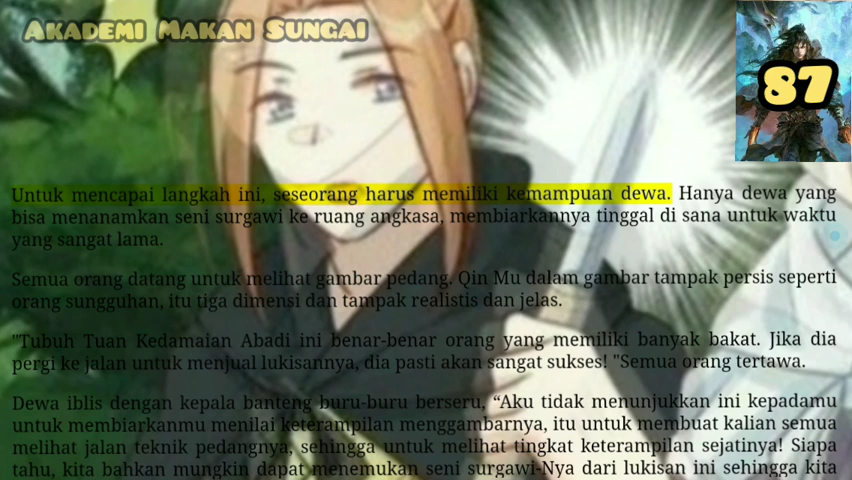 Akademi Makan Sungai
87
Untuk mencapai langkah ini, seseorang harus memiliki kemampuan dewa. Hanya dewa yang
bisa menanamkan seni surgawi ke ruang angkasa, membiarkannya tinggal di sana untuk waktu
yang sangat lama.
Semua orang datang untuk melihat gambar pedang. Qin Mu dalam gambar tampak persis seperti
orang sungguhan, itu tiga dimensi dan tampak realistis dan jelas.
"Tubuh Tuan Kedamaian Abadi ini benar-benar orang yang memiliki banyak bakat. Jika dia
pergi ke jalan untuk menjual lukisannya, dia pasti akan sangat sukses! "Semua orang tertawa.
Dewa iblis dengan kepala banteng buru-buru berseru, “Aku tidak menunjukkan ini kepadamu
untuk membiarkanmu menilai keterampilan menggambarnya, itu untuk membuat kalian semua
melihat jalan teknik pedangnya, sehingga untuk melihat tingkat keterampilan sejatinya! Siapa
tahu, kita bahkan mungkin dapat menemukan seni surgawi-Nya dari lukisan ini sehingga kita